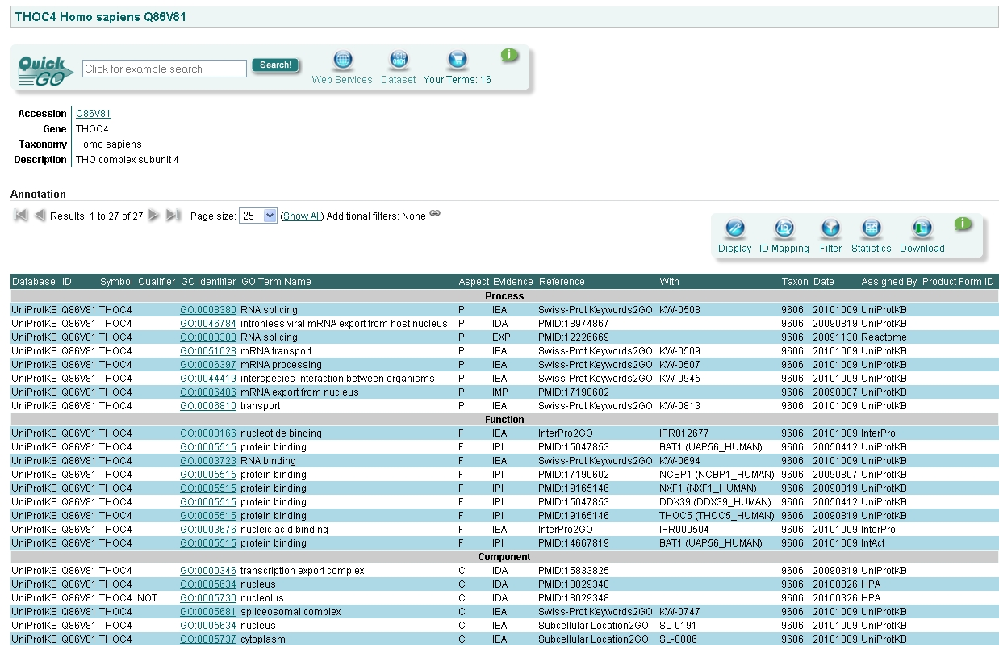 THOC4 Homo sapiens Q86V81
Quick GO Click for example search Search! Web Services Dataset Your Terms: 16 i
Accession Q86V81
Gene THOC4
Taxonomy Homo sapiens
Description THO complex subunit 4
Annotation
Results: 1 to 27 of 27 Page size: 25 (Show All) Additional filters: None
Display ID Mapping Filter Statistics Download i
Database ID Symbol Qualifier GO Identifier GO Term Name Aspect Evidence Reference With Taxon Date Assigned By Product Form ID
Process
UniProtKB Q86V81 THOC4 GO:0008380 RNA splicing P IEA Swiss-Prot Keywords2GO KW-0508 9606 20101009 UniProtKB
UniProtKB Q86V81 THOC4 GO:0046784 intronless viral mRNA export from host nucleus P IDA PMID:18974867 9606 20090819 UniProtKB
UniProtKB Q86V81 THOC4 GO:0008380 RNA splicing P EXP PMID:12226669 9606 20091130 Reactome
UniProtKB Q86V81 THOC4 GO:0051028 mRNA transport P IEA Swiss-Prot Keywords2GO KW-0509 9606 20101009 UniProtKB
UniProtKB Q86V81 THOC4 GO:0006397 mRNA processing P IEA Swiss-Prot Keywords2GO KW-0507 9606 20101009 UniProtKB
UniProtKB Q86V81 THOC4 GO:0044419 interspecies interaction between organisms P IEA Swiss-Prot Keywords2GO KW-0945 9606 20101009 UniProtKB
UniProtKB Q86V81 THOC4 GO:0006406 mRNA export from nucleus P IMP PMID:17190602 9606 20090807 UniProtKB
UniProtKB Q86V81 THOC4 GO:0006810 transport P IEA Swiss-Prot Keywords2GO KW-0813 9606 20101009 UniProtKB
Function
UniProtKB Q86V81 THOC4 GO:0000166 nucleotide binding F IEA InterPro2GO IPR012677 9606 20101009 InterPro
UniProtKB Q86V81 THOC4 GO:0005515 protein binding F IPI PMID:15047853 BAT1 (UAP56_HUMAN) 9606 20050412 UniProtKB
UniProtKB Q86V81 THOC4 GO:0003723 RNA binding F IEA Swiss-Prot Keywords2GO KW-0694 9606 20101009 UniProtKB
UniProtKB Q86V81 THOC4 GO:0005515 protein binding F IPI PMID:17190602 NCBP1 (NCBP1_HUMAN) 9606 20090807 UniProtKB
UniProtKB Q86V81 THOC4 GO:0005515 protein binding F IPI PMID:19165146 NXF1 (NXF1_HUMAN) 9606 20090819 UniProtKB
UniProtKB Q86V81 THOC4 GO:0005515 protein binding F IPI PMID:15047853 DDX39 (DDX39_HUMAN) 9606 20050412 UniProtKB
UniProtKB Q86V81 THOC4 GO:0005515 protein binding F IPI PMID:19165146 THOC5 (THOC5_HUMAN) 9606 20090819 UniProtKB
UniProtKB Q86V81 THOC4 GO:0003676 nucleic acid binding F IEA InterPro2GO IPR000504 9606 20101009 InterPro
UniProtKB Q86V81 THOC4 GO:0005515 protein binding F IPI PMID:14667819 BAT1 (UAP56_HUMAN) 9606 20101009 IntAct
Component
UniProtKB Q86V81 THOC4 GO:0000346 transcription export complex C IDA PMID:15833825 9606 20090819 UniProtKB
UniProtKB Q86V81 THOC4 GO:0005634 nucleus C IDA PMID:18029348 9606 20100326 HPA
UniProtKB Q86V81 THOC4 NOT GO:0005730 nucleolus C IDA PMID:18029348 9606 20100326 HPA
UniProtKB Q86V81 THOC4 GO:0005681 spliceosomal complex C IEA Swiss-Prot Keywords2GO KW-0747 9606 20101009 UniProtKB
UniProtKB Q86V81 THOC4 GO:0005634 nucleus C IEA Subcellular Location2GO SL-0191 9606 20101009 UniProtKB
UniProtKB Q86V81 THOC4 GO:0005737 cytoplasm C IEA Subcellular Location2GO SL-0086 9606 20101009 UniProtKB